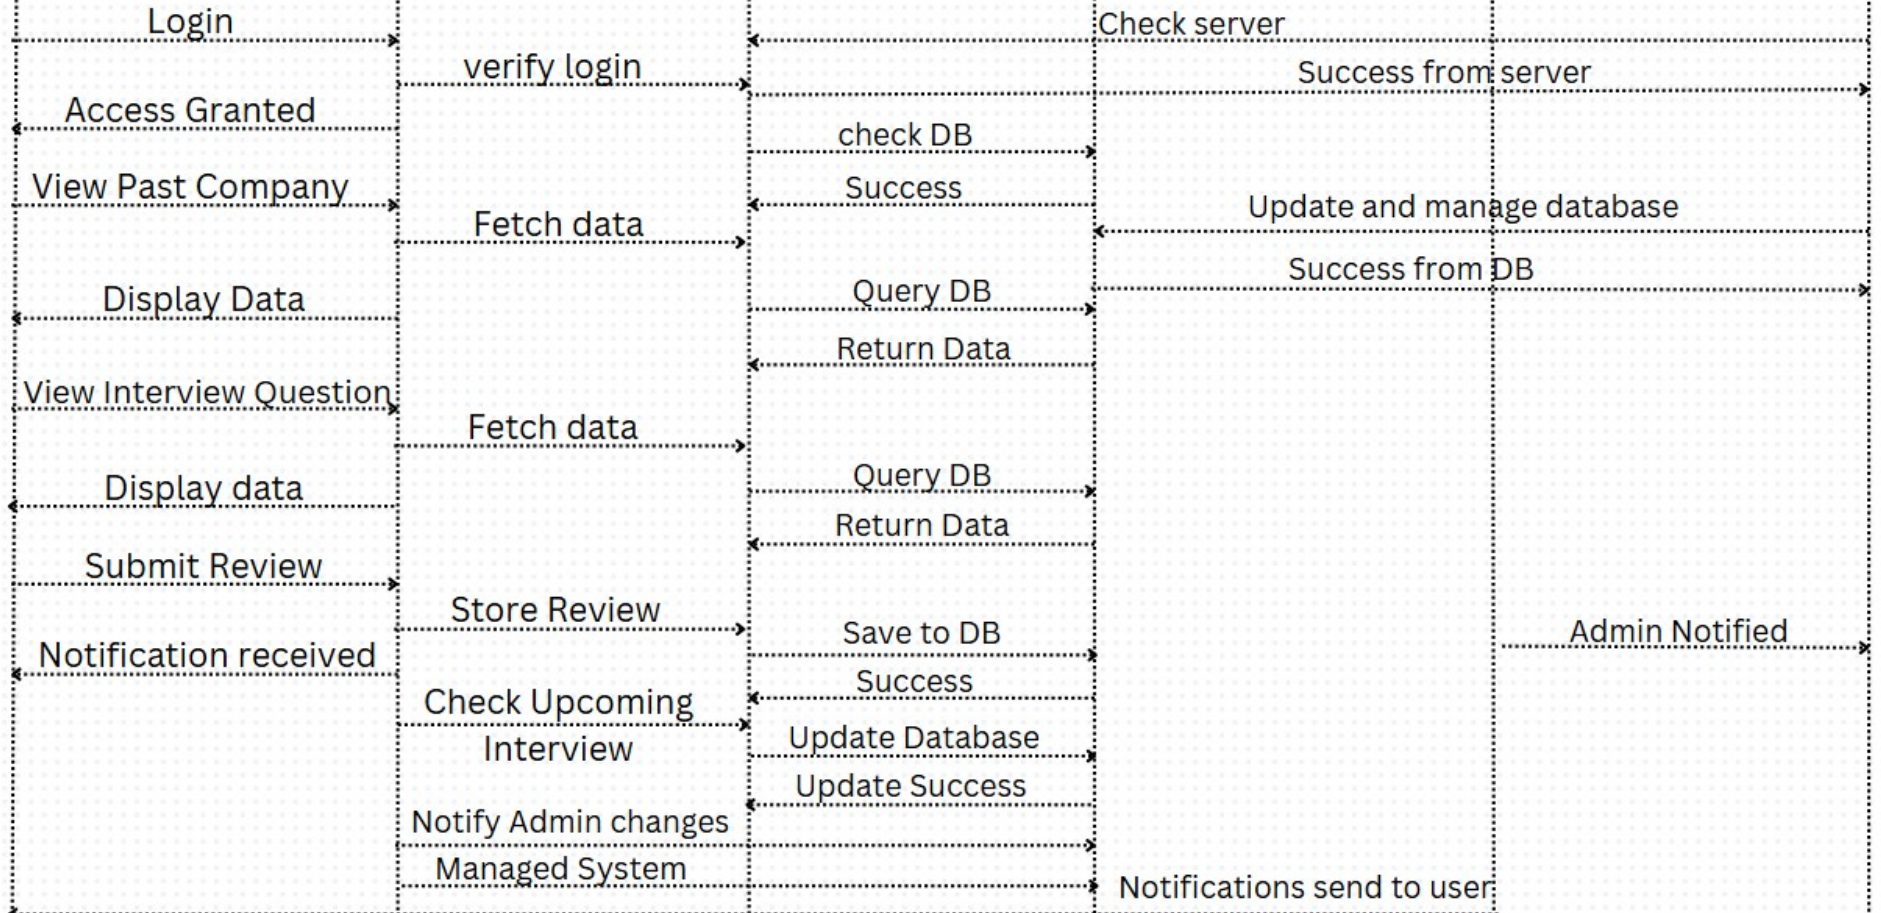 Login
Check server
verify login
Success from server
Access Granted
check DB
View Past Company
Success
Update and manage database
Fetch data
Success from DB
Display Data
Query DB
Return Data
View Interview Question
Fetch data
Query DB
Display data
Return Data
Submit Review
Store Review
Save to DB
Admin Notified
Notification received
Success
Check Upcoming
Interview
Update Database
Update Success
Notify Admin changes
Managed System
Notifications send to user